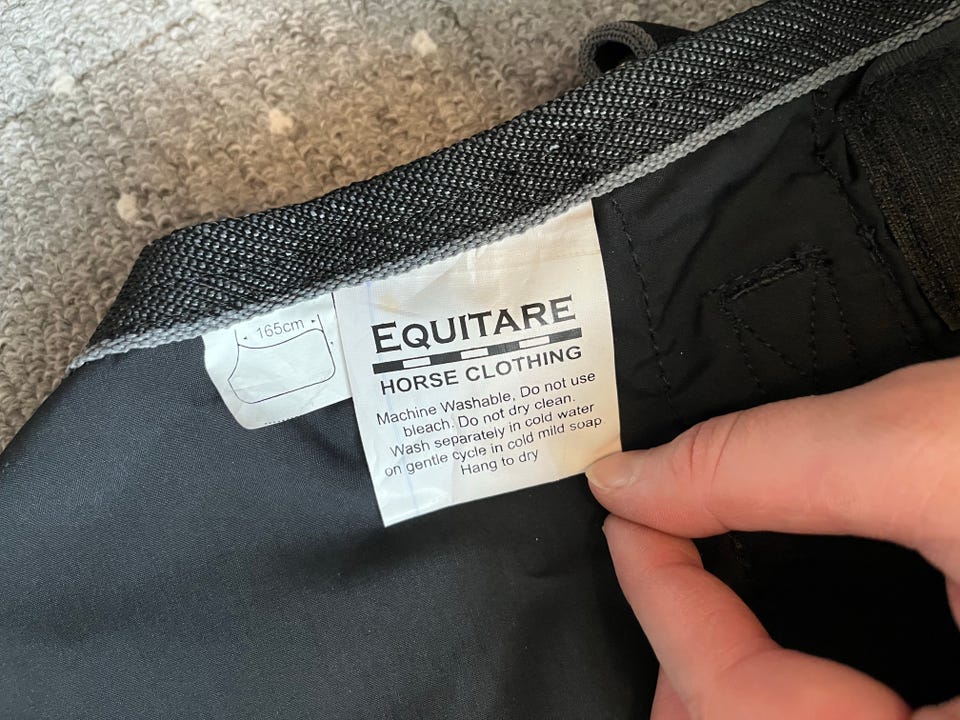 165cm
EQUITARE
HORSE CLOTHING
Machine Washable, Do not use
bleach. Do not dry clean.
Wash separately in cold water
on gentle cycle in cold mild soap
Hang to dry